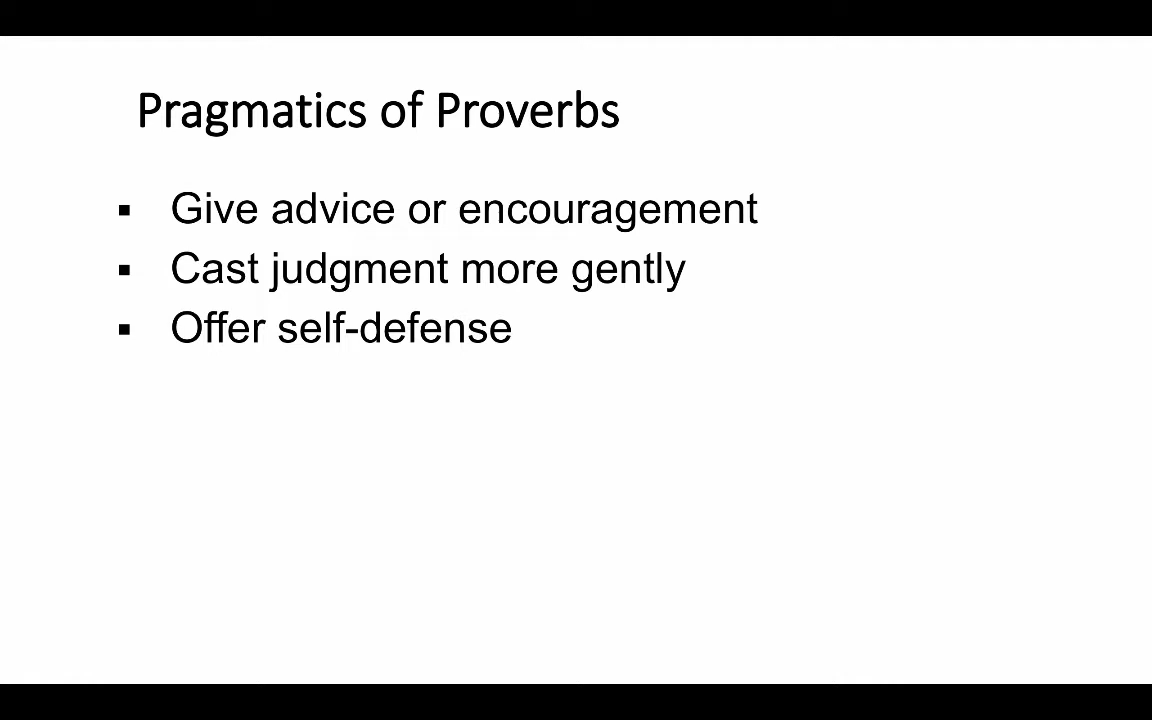 Pragmatics of Proverbs
▪ Give advice or encouragement
▪ Cast judgment more gently
▪ Offer self-defense